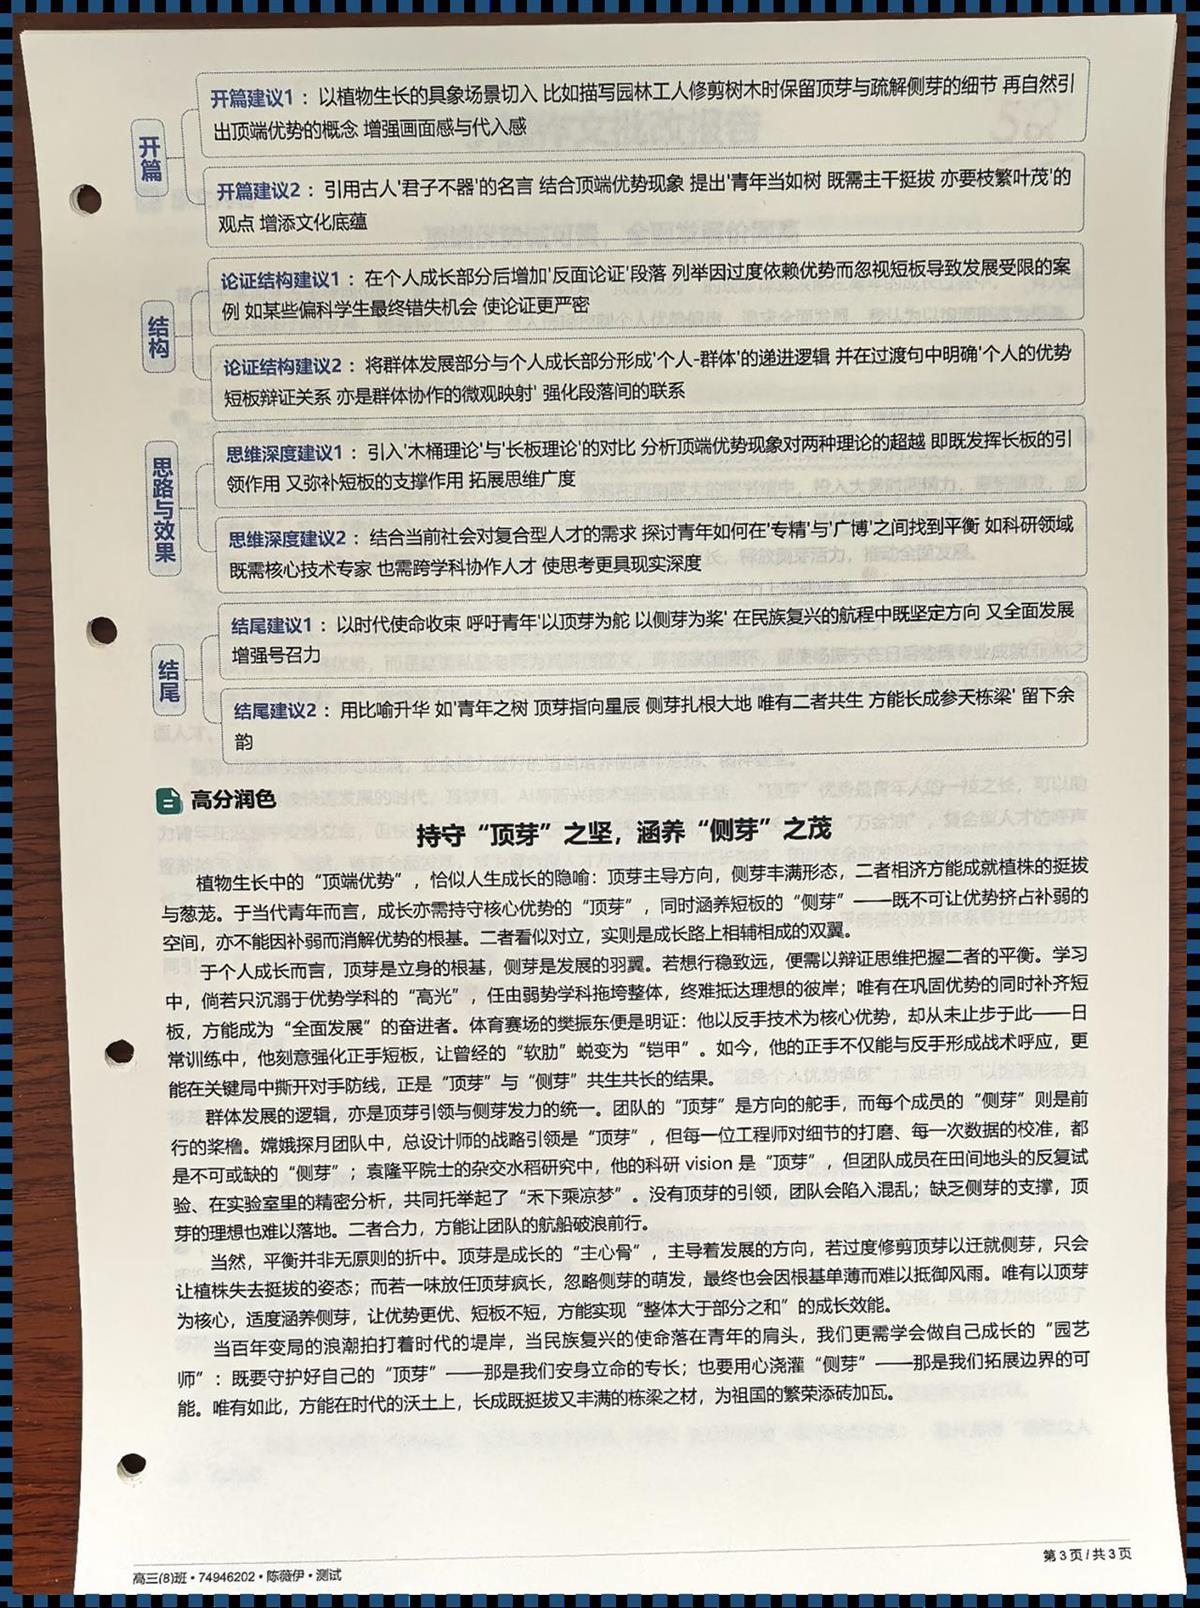 开篇
开篇建议1： 以植物生长的具象场景切入 比如描写园林工人修剪树木时保留顶芽与疏解侧芽的细节 再自然引
出顶端优势的概念 增强画面感与代入感
开篇建议2： 引用古人'君子不器'的名言 结合顶端优势现象 提出'青年当如树 既需主干挺拔 亦要枝繁叶茂'的
观点 增添文化底蕴
结构
论证结构建议1： 在个人成长部分后增加'反面论证'段落 列举因过度依赖优势而忽视短板导致发展受限的案
例 如某些偏科学生最终错失机会 使论证更严密
论证结构建议2： 将群体发展部分与个人成长部分形成'个人-群体'的递进逻辑 并在过渡句中明确'个人的优势
短板辩证关系 亦是群体协作的微观映射' 强化段落间的联系
思路与效果
思维深度建议1： 引入'木桶理论'与'长板理论'的对比 分析顶端优势现象对两种理论的超越 即既发挥长板的引
领作用 又弥补短板的支撑作用 拓展思维广度
思维深度建议2： 结合当前社会对复合型人才的需求 探讨青年如何在'专精'与'广博'之间找到平衡 如科研领域
既需核心技术专家 也需跨学科协作人才 使思考更具现实深度
结尾
结尾建议1： 以时代使命收束 呼吁青年'以顶芽为舵 以侧芽为桨' 在民族复兴的航程中既坚定方向 又全面发展
增强号召力
结尾建议2： 用比喻升华 如'青年之树 顶芽指向星辰 侧芽扎根大地 唯有二者共生 方能长成参天栋梁' 留下余
韵
高分润色
持守“顶芽”之坚，涵养“侧芽”之茂
植物生长中的“顶端优势”，恰似人生成长的隐喻：顶芽主导方向，侧芽丰满形态，二者相济方能成就植株的挺拔
与葱茏。于当代青年而言，成长亦需持守核心优势的“顶芽”，同时涵养短板的“侧芽”——既不可让优势挤占补弱的
空间，亦不能因补弱而消解优势的根基。二者看似对立，实则是成长路上相辅相成的双翼。
于个人成长而言，顶芽是立身的根基，侧芽是发展的羽翼。若想行稳致远，便需以辩证思维把握二者的平衡。学习
中，倘若只沉溺于优势学科的“高光”，任由弱势学科拖垮整体，终难抵达理想的彼岸；唯有在巩固优势的同时补齐短
板，方能成为“全面发展”的奋进者。体育赛场的樊振东便是明证：他以反手技术为核心优势，却从未止步于此——日
常训练中，他刻意强化正手短板，让曾经的“软肋”蜕变为“铠甲”。如今，他的正手不仅能与反手形成战术呼应，更
能在关键局中撕开对手防线，正是“顶芽”与“侧芽”共生共长的结果。
群体发展的逻辑，亦是顶芽引领与侧芽发力的统一。团队的“顶芽”是方向的舵手，而每个成员的“侧芽”则是前
行的桨橹。嫦娥探月团队中，总设计师的战略引领是“顶芽”，但每一位工程师对细节的打磨、每一次数据的校准，都
是不可或缺的“侧芽”；袁隆平院士的杂交水稻研究中，他的科研 vision 是“顶芽”，但团队成员在田间地头的反复试
验、在实验室里的精密分析，共同托举起了“禾下乘凉梦”。没有顶芽的引领，团队会陷入混乱；缺乏侧芽的支撑，顶
芽的理想也难以落地。二者合力，方能让团队的航船破浪前行。
当然，平衡并非无原则的折中。顶芽是成长的“主心骨”，主导着发展的方向，若过度修剪顶芽以迁就侧芽，只会
让植株失去挺拔的姿态；而若一味放任顶芽疯长，忽略侧芽的萌发，最终也会因根基单薄而难以抵御风雨。唯有以顶芽
为核心，适度涵养侧芽，让优势更优、短板不短，方能实现“整体大于部分之和”的成长效能。
当百年变局的浪潮拍打着时代的堤岸，当民族复兴的使命落在青年的肩头，我们更需学会做自己成长的“园艺
师”：既要守护好自己的“顶芽”——那是我们安身立命的专长；也要用心浇灌“侧芽”——那是我们拓展边界的可
能。唯有如此，方能在时代的沃土上，长成既挺拔又丰满的栋梁之材，为祖国的繁荣添砖加瓦。
高三(8)班・74946202・陈薇伊・测试
第3页/共3页